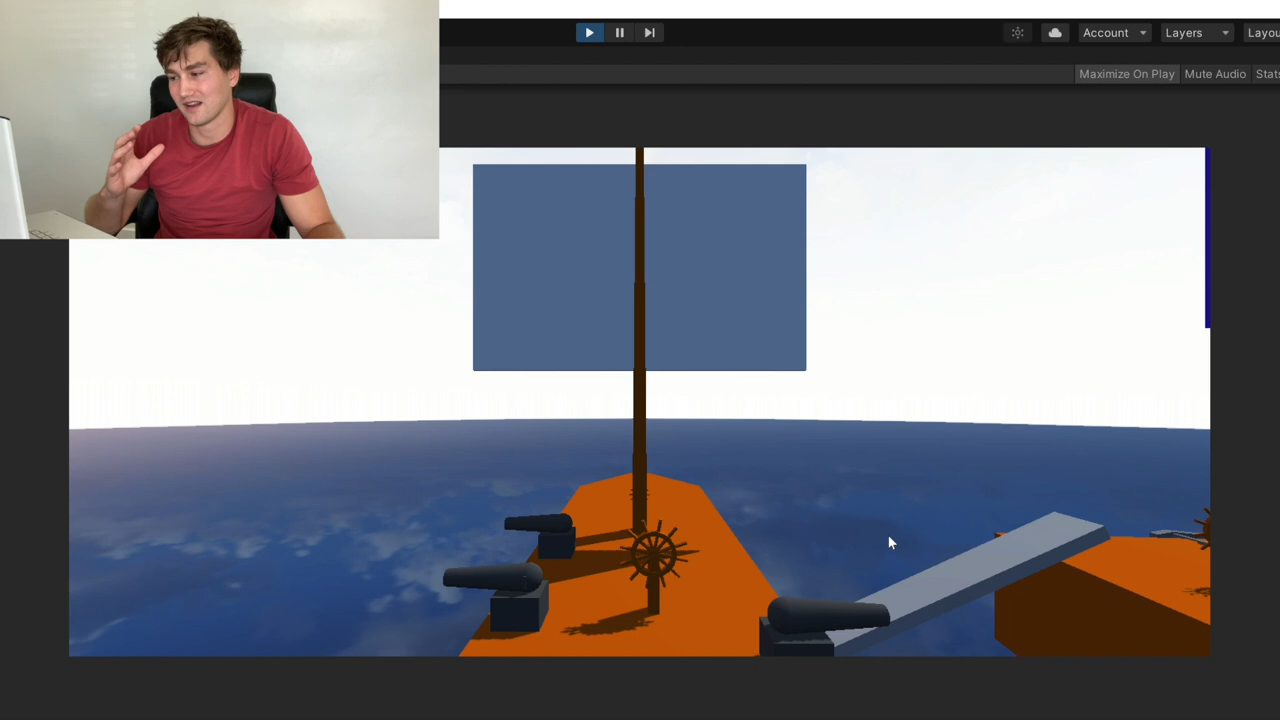 Account
Layers
Layou
Maximize On Play
Mute Audio
Stats